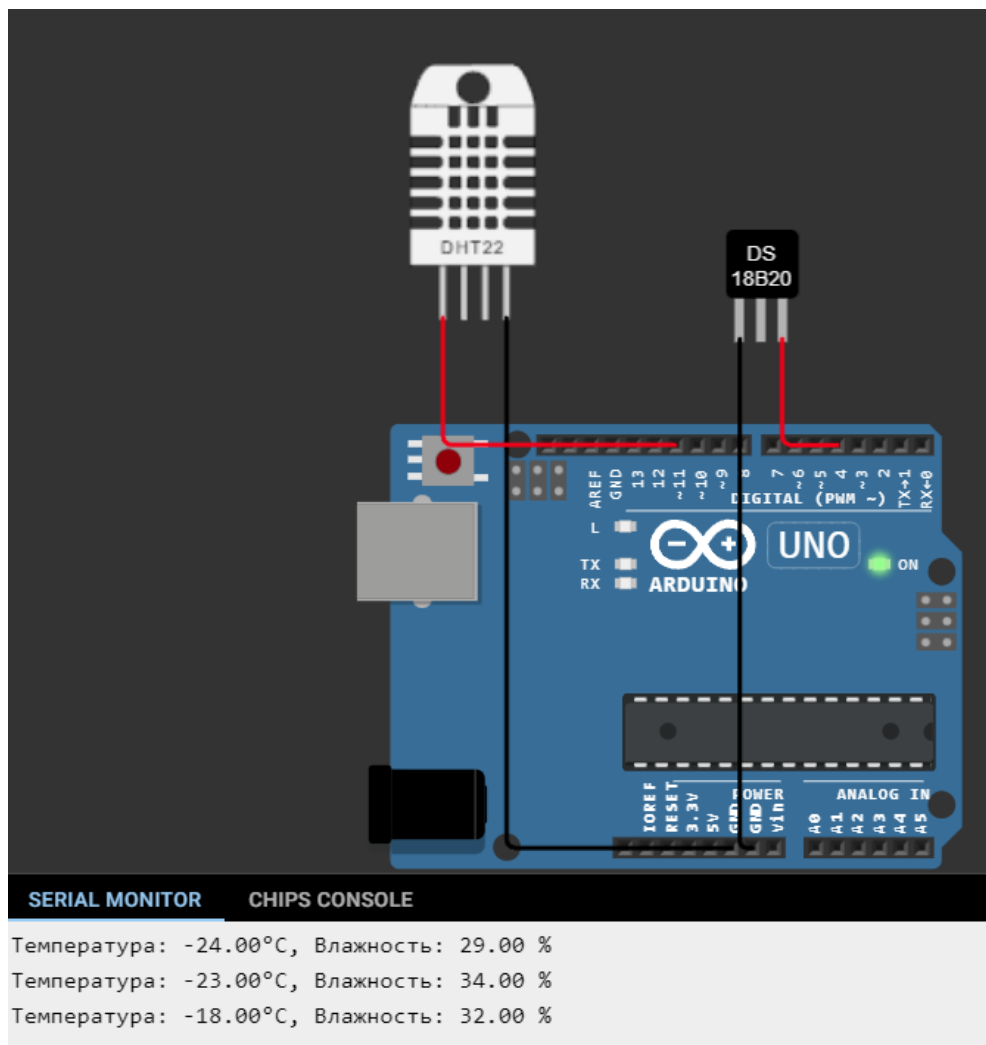 DHT22
DS
18B20
AREF
GND
13
12
~11
~10
~9
8
7
~6
~5
4
~3
2
TX→1
RX←0
DIGITAL (PWM ~)
L
TX
RX
UNO
ON
ARDUINO
IOREF
RESET
3.3V
5V
GND
GND
Vin
POWER
ANALOG IN
A0
A1
A2
A3
A4
A5
SERIAL MONITOR CHIPS CONSOLE
Температура: -24.00°C, Влажность: 29.00 %
Температура: -23.00°C, Влажность: 34.00 %
Температура: -18.00°C, Влажность: 32.00 %